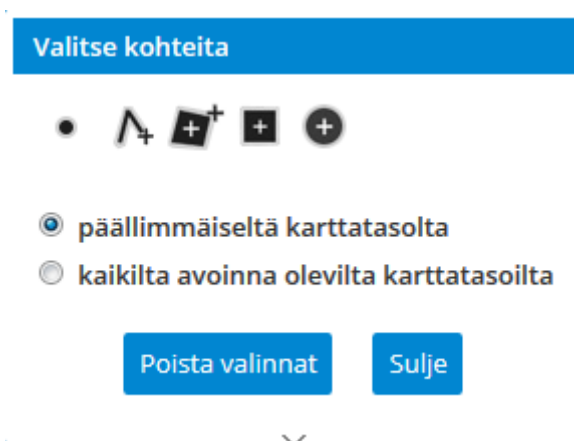 Valitse kohteita
päällimmäiseltä karttatasolta
kaikilta avoinna olevilta karttatasoilta
Poista valinnat
Sulje